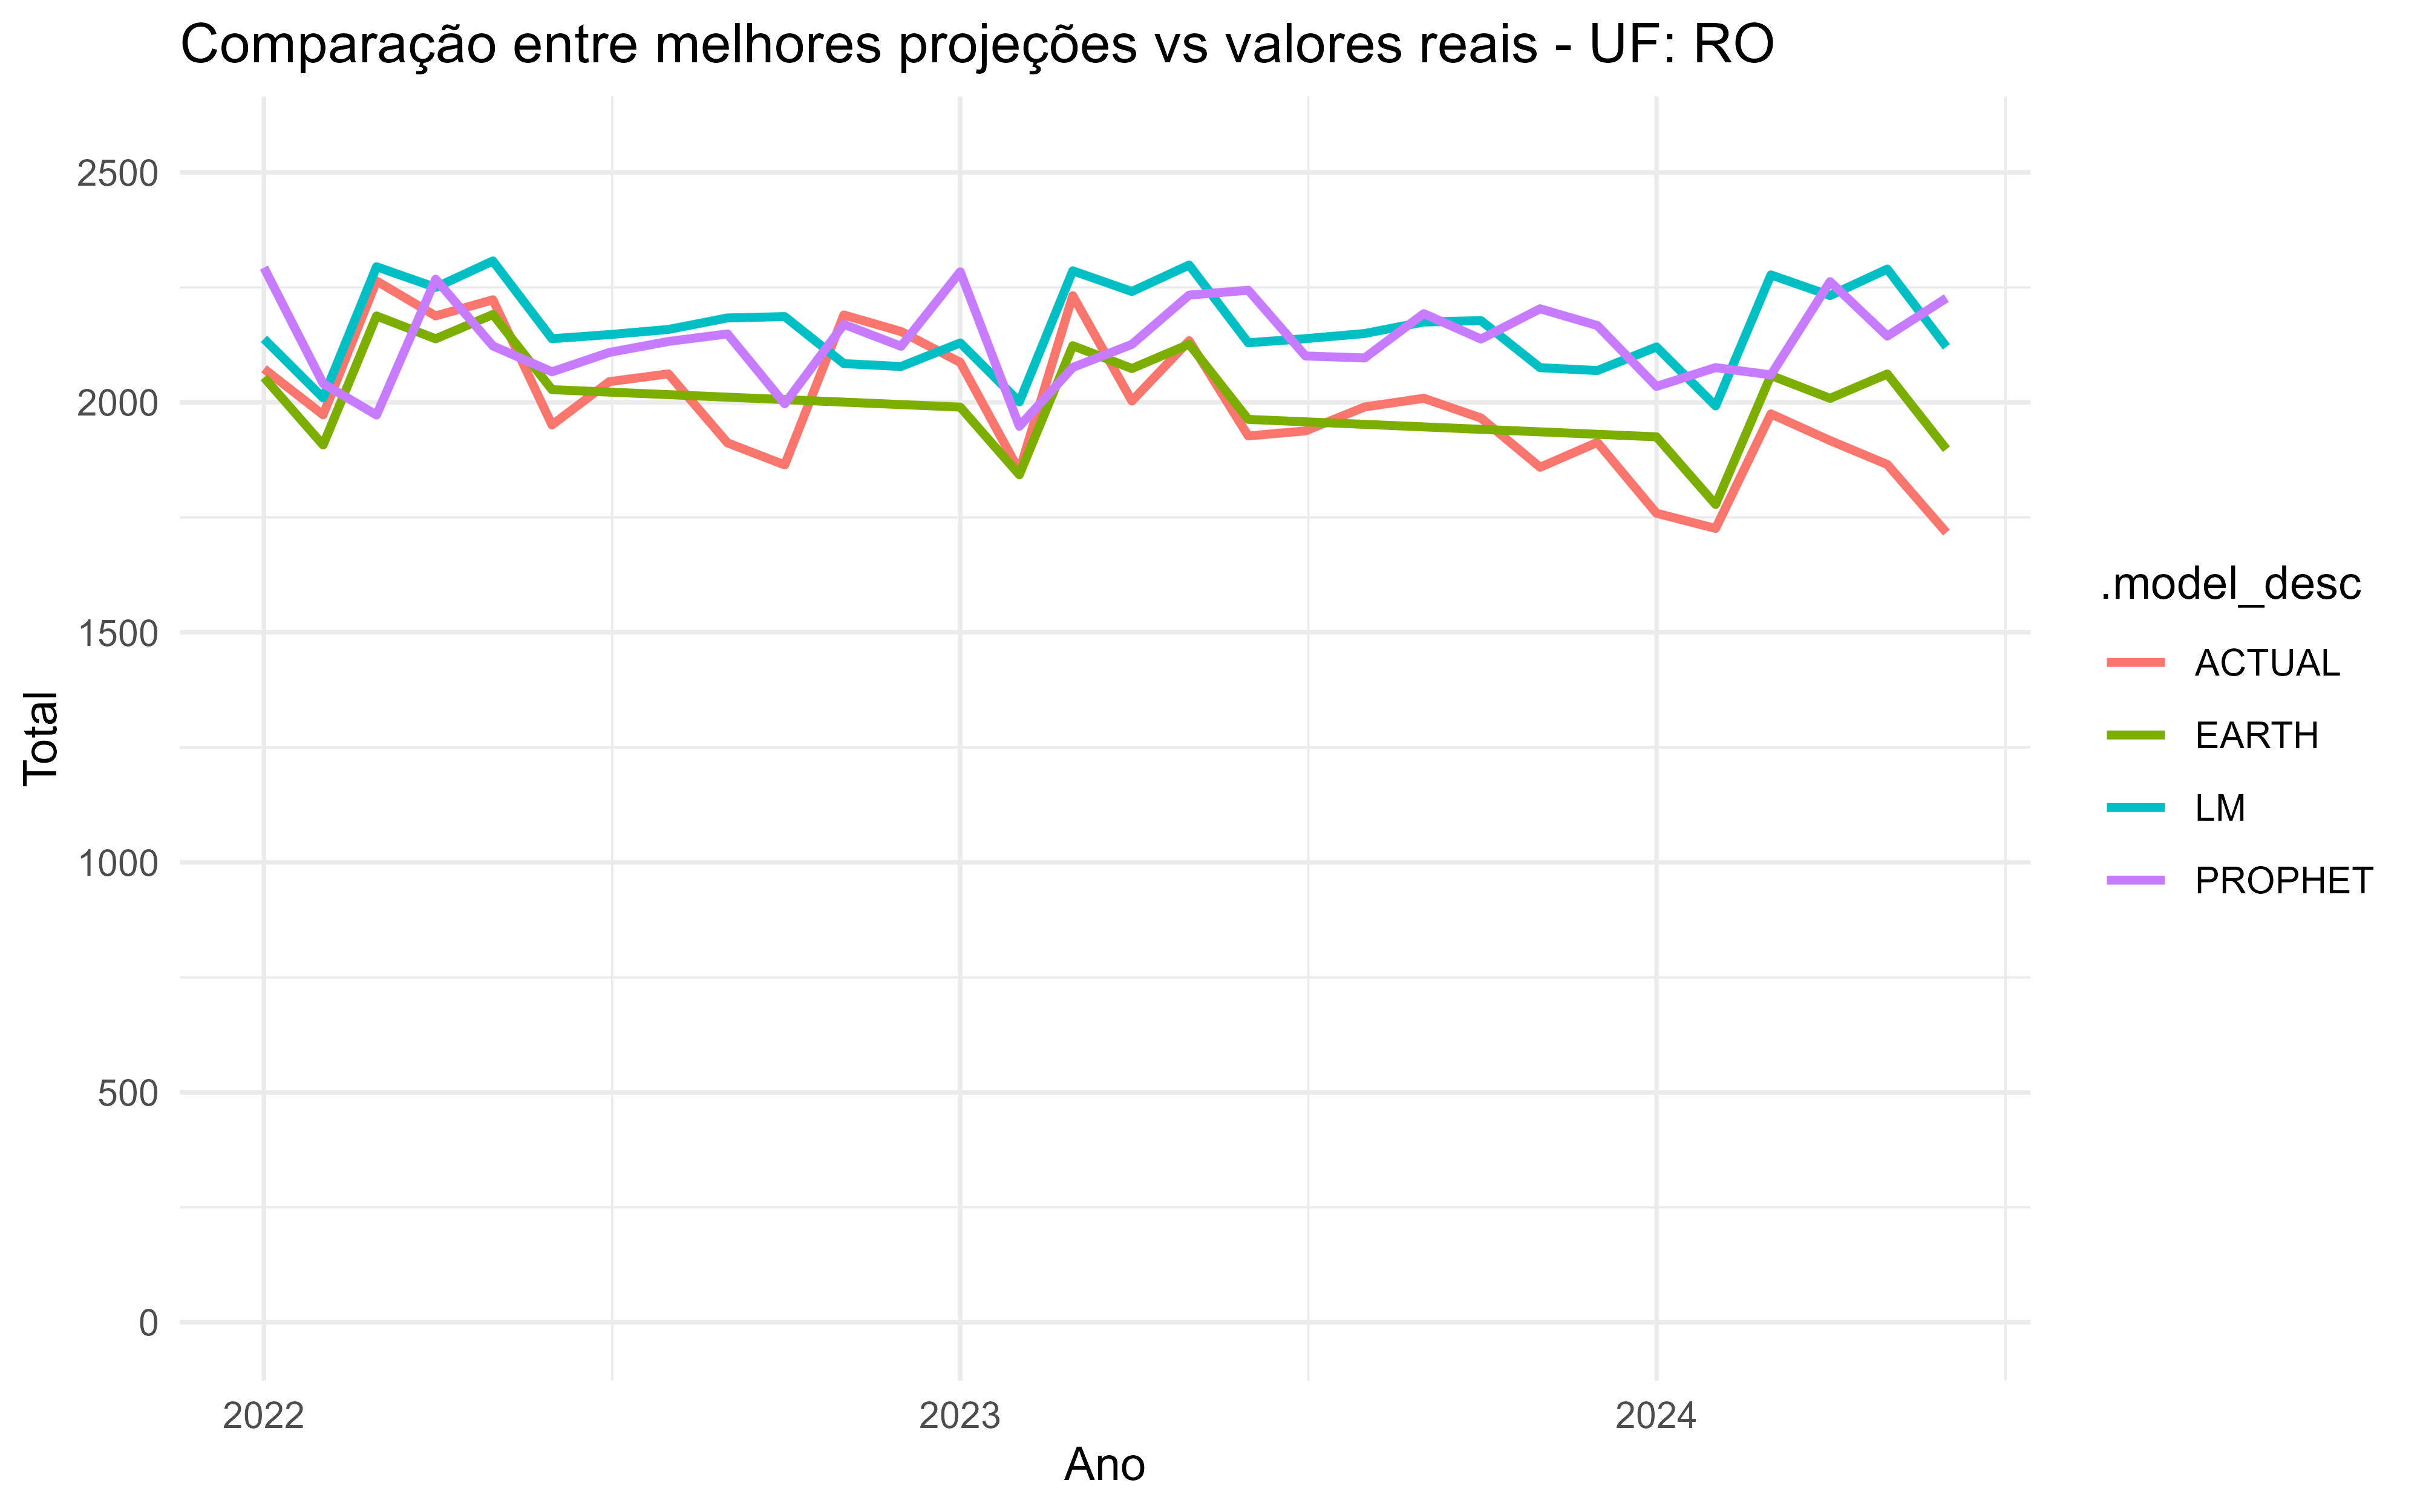 Comparação entre melhores projeções vs valores reais - UF: RO
2500
2000
1500
1000
500
0
Total
2022
2023
2024
Ano
.model_desc
ACTUAL
EARTH
LM
PROPHET